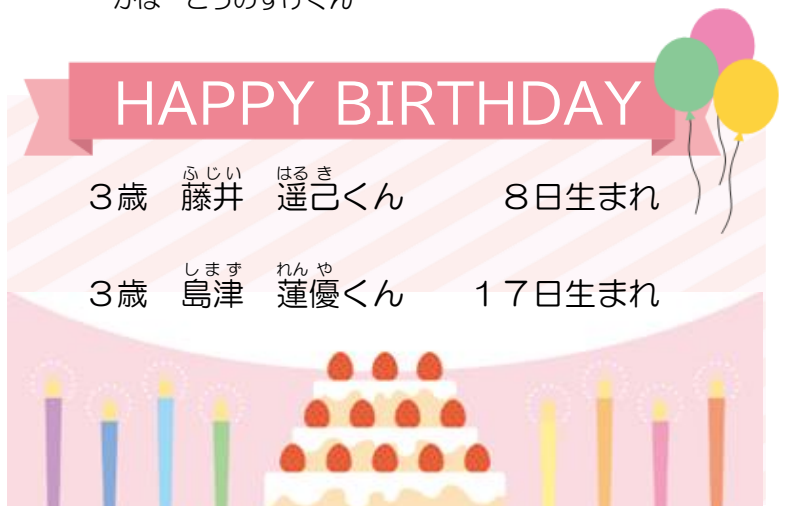 HAPPY BIRTHDAY
ふじい はるき
3歳 藤井 遥己くん 8日生まれ
しまず れんや
3歳 島津 蓮優くん 17日生まれ